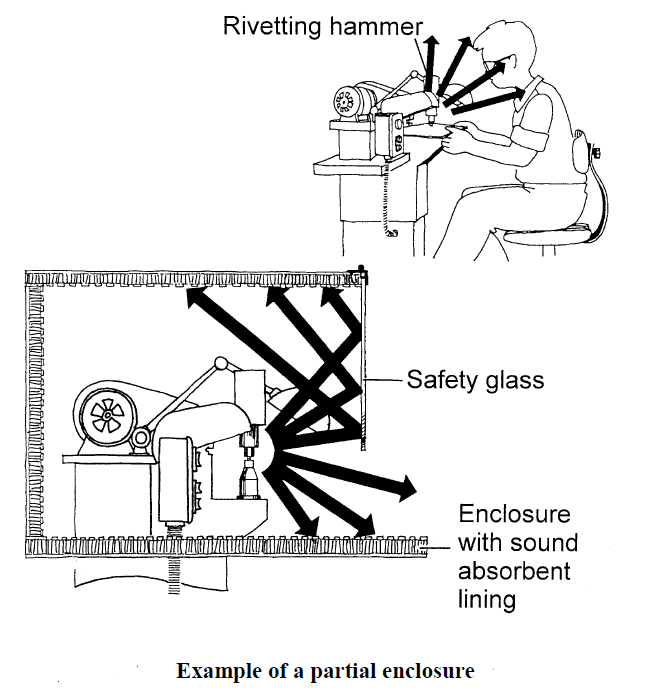 Rivetting hammer
Safety glass
Enclosure
with sound
absorbent
lining
Example of a partial enclosure